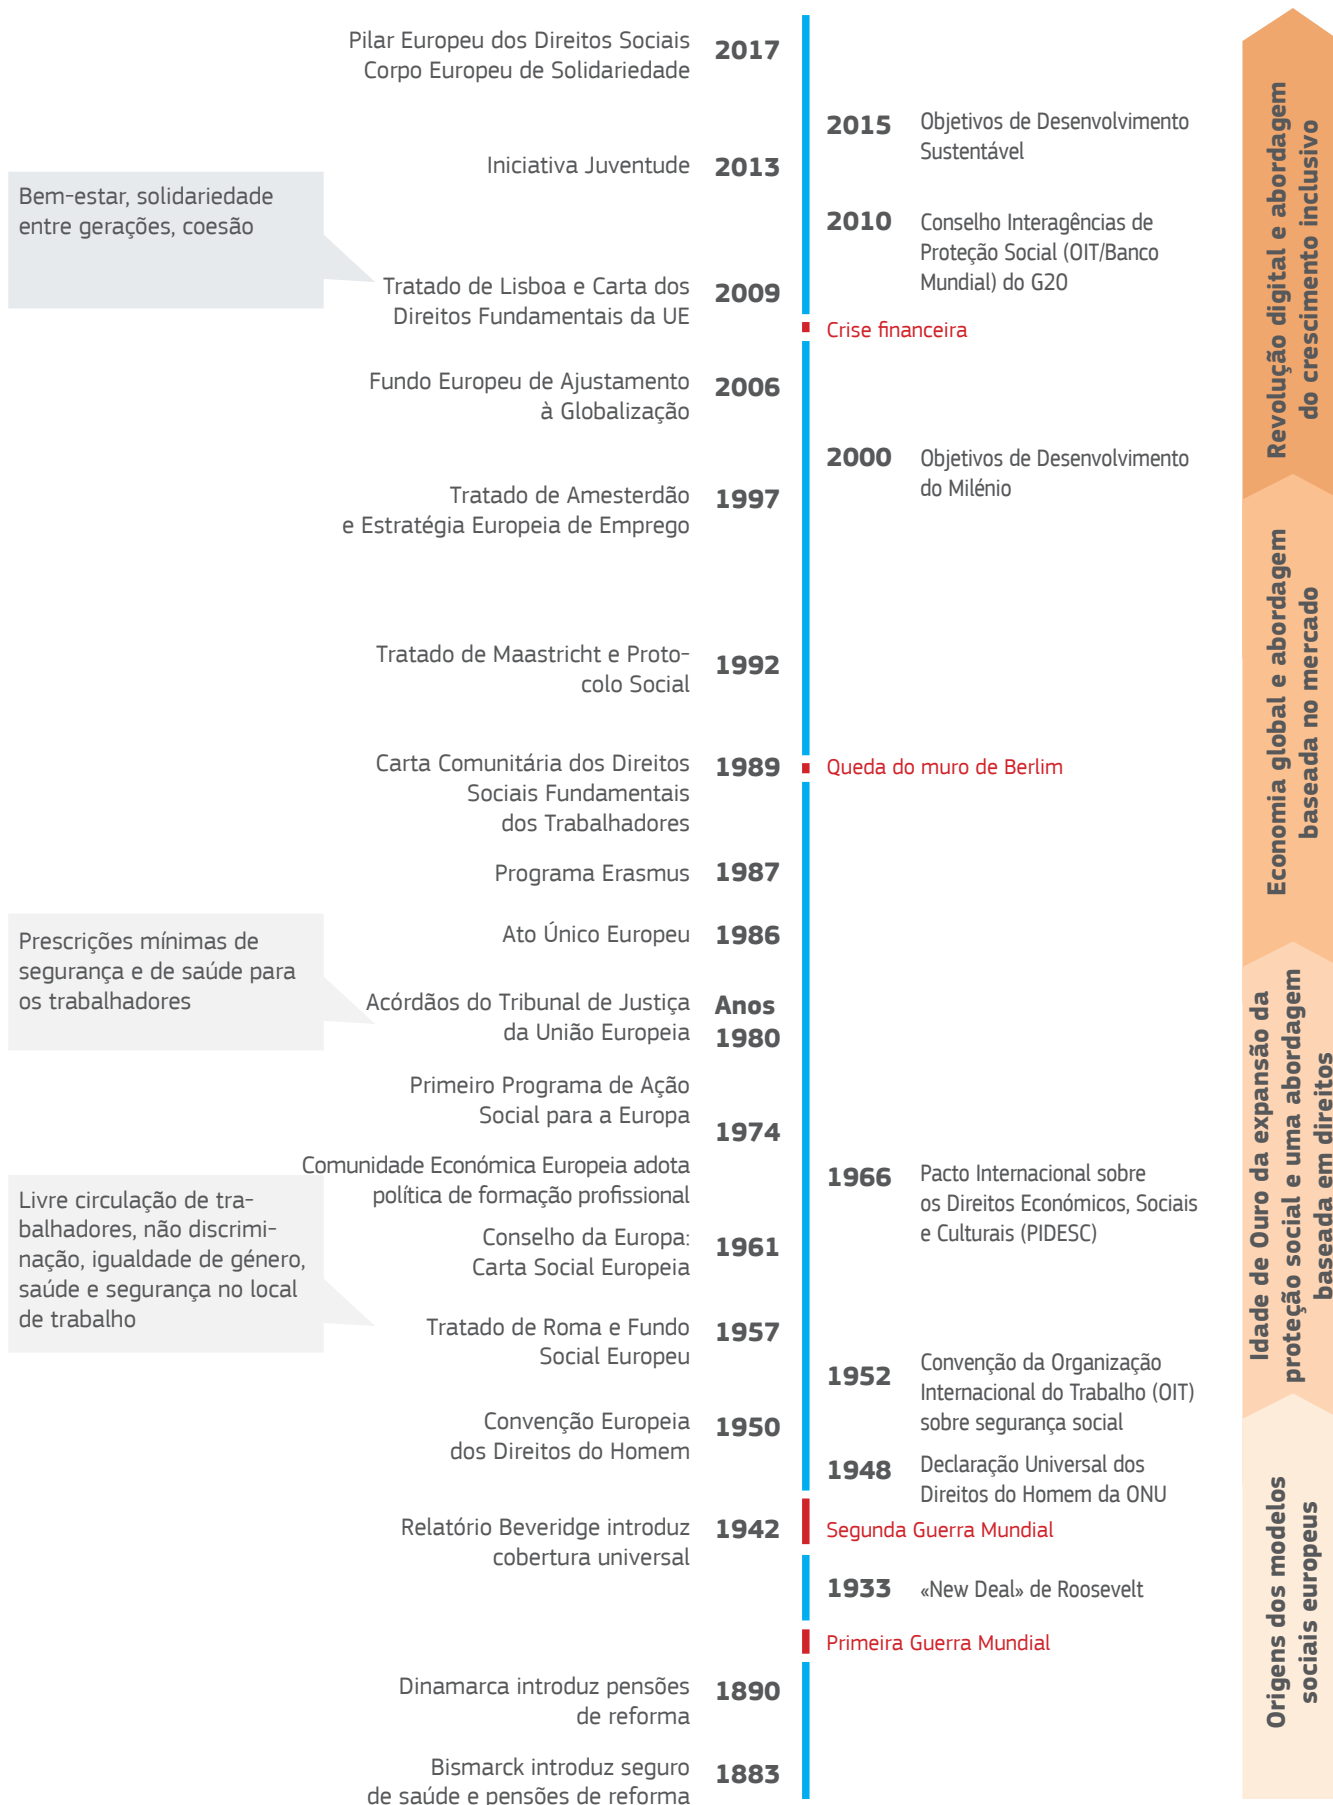 Pilar Europeu dos Direitos Sociais
Corpo Europeu de Solidariedade
2017
2015
Objetivos de Desenvolvimento
Sustentável
Iniciativa Juventude
2013
Bem-estar, solidariedade
entre gerações, coesão
2010
Conselho Interagências de
Proteção Social (OIT/Banco
Mundial) do G20
Tratado de Lisboa e Carta dos
Direitos Fundamentais da UE
2009
Crise financeira
Fundo Europeu de Ajustamento
à Globalização
2006
2000
Objetivos de Desenvolvimento
do Milénio
Tratado de Amesterdão
e Estratégia Europeia de Emprego
1997
Tratado de Maastricht e Proto-
colo Social
1992
Carta Comunitária dos Direitos
Sociais Fundamentais
dos Trabalhadores
1989
Queda do muro de Berlim
Programa Erasmus
1987
Ato Único Europeu
1986
Prescrições mínimas de
segurança e de saúde para
os trabalhadores
Acórdãos do Tribunal de Justiça
da União Europeia
Anos
1980
Primeiro Programa de Ação
Social para a Europa
1974
Comunidade Económica Europeia adota
política de formação profissional
1966
Pacto Internacional sobre
os Direitos Económicos, Sociais
e Culturais (PIDESC)
Livre circulação de tra-
balhadores, não discrimi-
nação, igualdade de género,
saúde e segurança no local
de trabalho
Conselho da Europa:
Carta Social Europeia
1961
Tratado de Roma e Fundo
Social Europeu
1957
1952
Convenção da Organização
Internacional do Trabalho (OIT)
sobre segurança social
Convenção Europeia
dos Direitos do Homem
1950
1948
Declaração Universal dos
Direitos do Homem da ONU
Relatório Beveridge introduz
cobertura universal
1942
Segunda Guerra Mundial
1933
«New Deal» de Roosevelt
Primeira Guerra Mundial
Dinamarca introduz pensões
de reforma
1890
Bismarck introduz seguro
de saúde e pensões de reforma
1883
Revolução digital e abordagem
do crescimento inclusivo
Economia global e abordagem
baseada no mercado
Idade de Ouro da expansão da
proteção social e uma abordagem
baseada em direitos
Origens dos modelos
sociais europeus